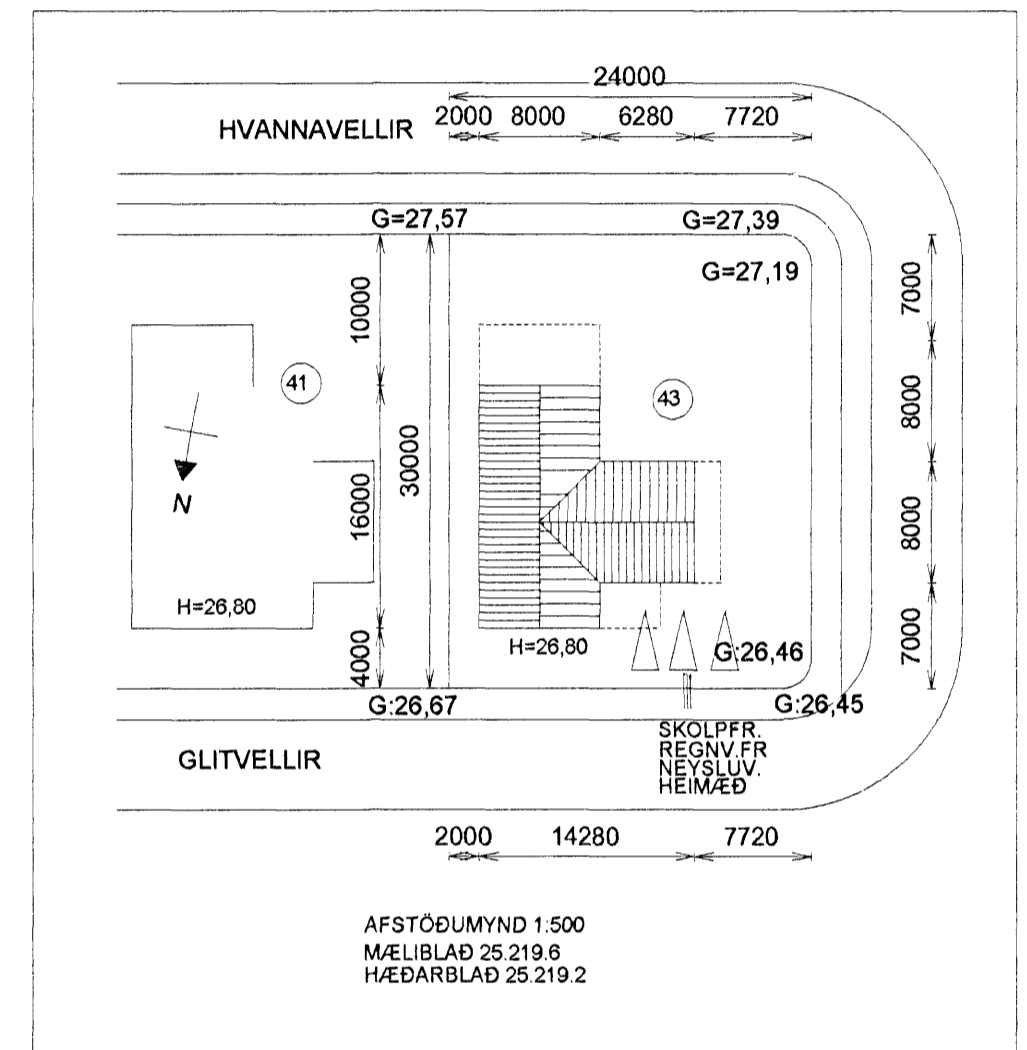 24000
HVANNAVELLIR
2000 8000 6280 7720
G=27,57
G=27,39
G=27,19
10000
7000
41
43
8000
30000
16000
N
8000
H=26,80
H=26,80
4000
G:26,46
7000
G:26,67
G:26,45
SKOLPFR.
REGNV.FR
NEYSLUV.
HEIMÆÐ
GLITVELLIR
2000 14280 7720
AFSTÖÐUMYND 1:500
MÆLIBLAÐ 25.219.6
HÆÐARBLAÐ 25.219.2